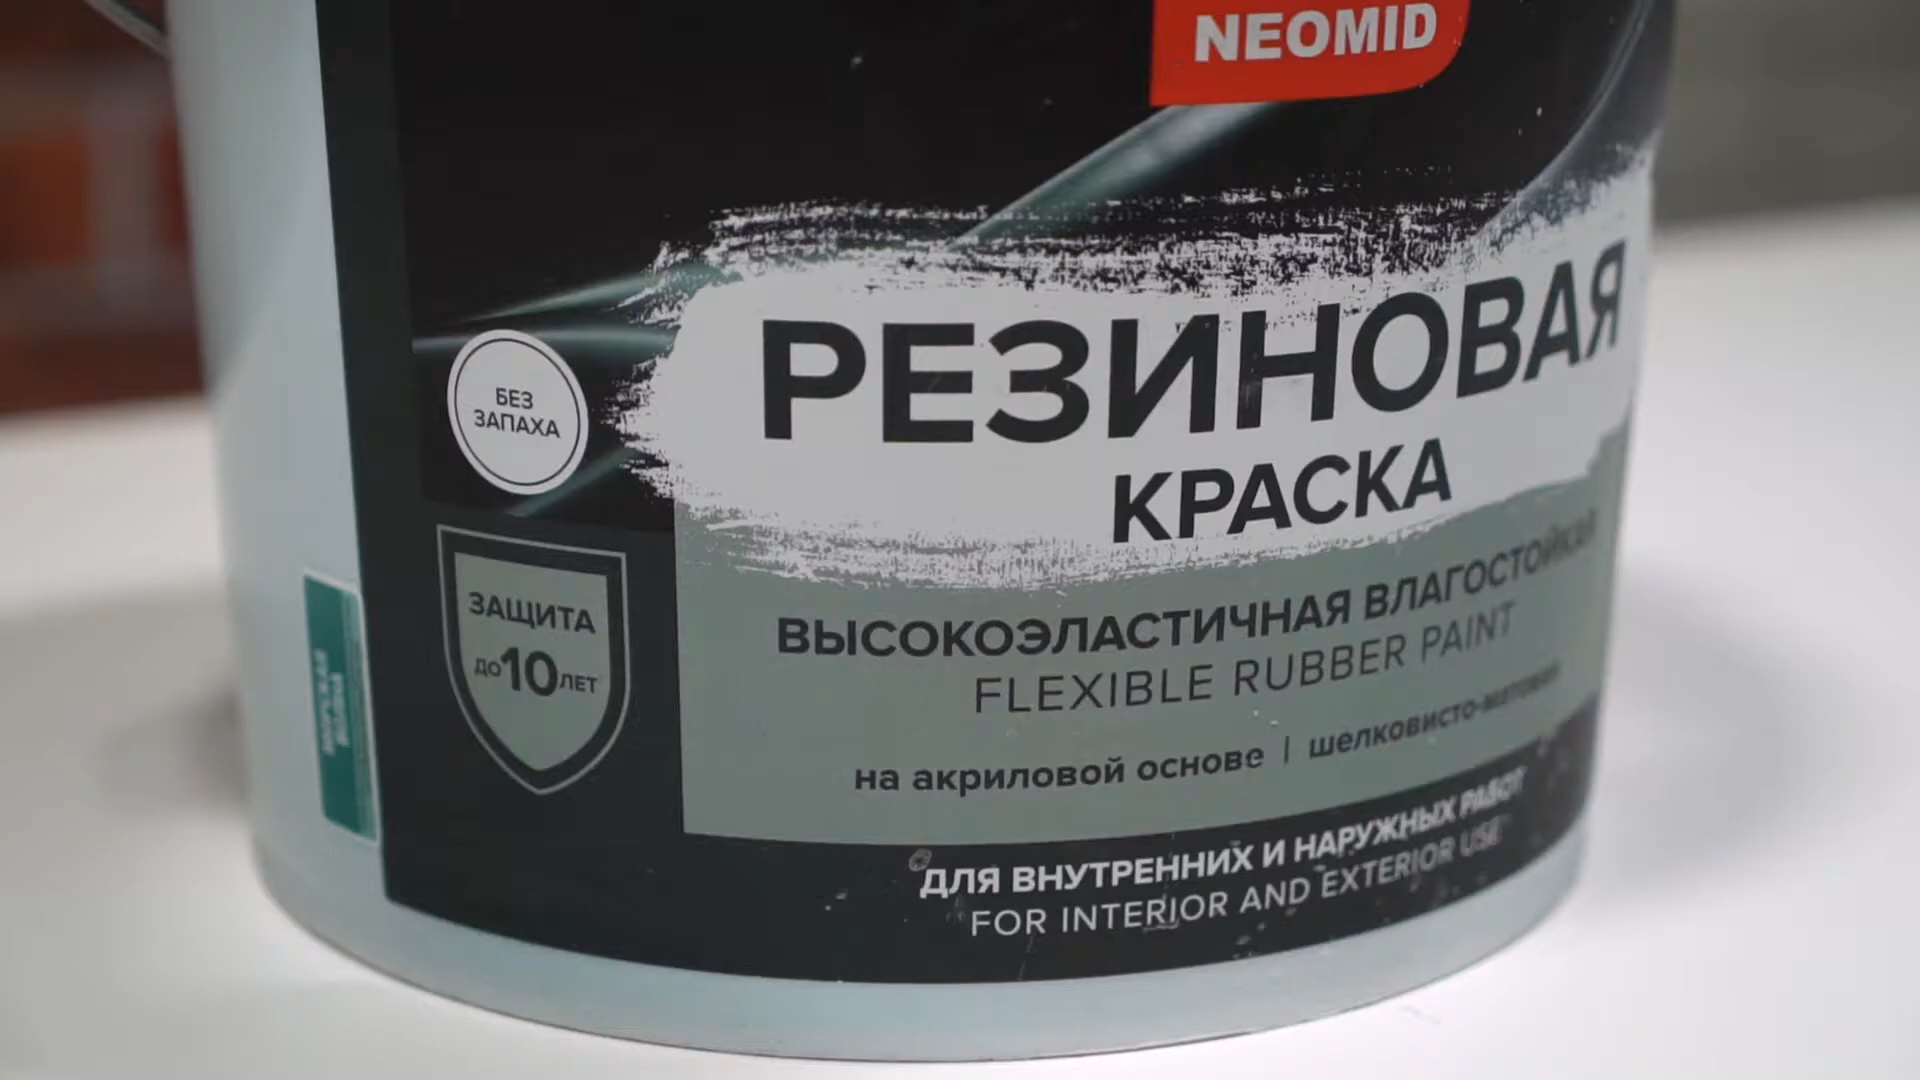 NEOMID
РЕЗИНОВАЯ
КРАСКА
БЕЗ
ЗАПАХА
ВЫСОКОЭЛАСТИЧНАЯ ВЛАГОСТОЙКАЯ
FLEXIBLE RUBBER PAINT
ЗАЩИТА
ДО 10 ЛЕТ
на акриловой основе | шелковисто-матовая
ДЛЯ ВНУТРЕННИХ И НАРУЖНЫХ РАБОТ
FOR INTERIOR AND EXTERIOR USE